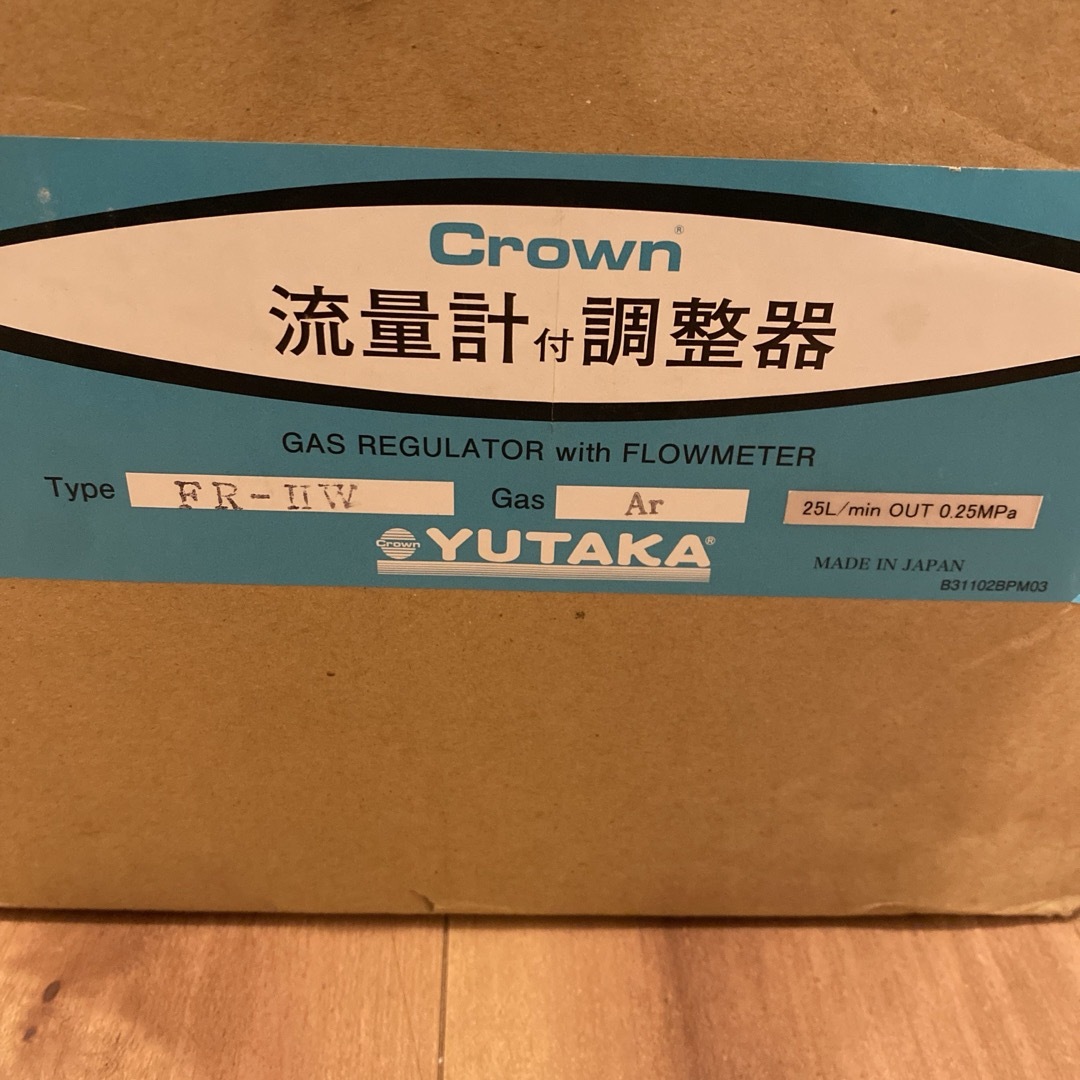 Crown®
流量計付調整器
GAS REGULATOR with FLOWMETER
Type FR-IIW Gas Ar 25L/min OUT 0.25MPa
Crown YUTAKA®
MADE IN JAPAN
B31102BPM03